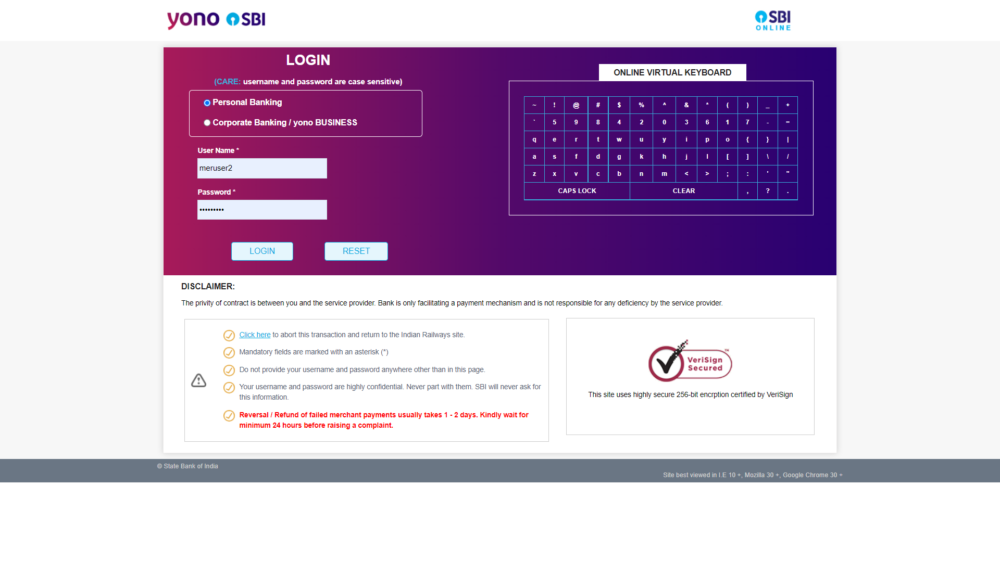 yono SBI
SBI
ONLINE
LOGIN
(CARE: username and password are case sensitive)
Personal Banking
Corporate Banking / yono BUSINESS
User Name *
meruser2
Password *
•••••••••
LOGIN RESET
ONLINE VIRTUAL KEYBOARD
~ ! @ # $ % ^ & * ( ) _ +
` 5 9 8 4 2 0 3 6 1 7 - =
q e r t w u y i p o { } |
a s f d g k h j l [ ] \ /
z x v c b n m < > ; : ' "
CAPS LOCK CLEAR , ? .
DISCLAIMER:
The privity of contract is between you and the service provider. Bank is only facilitating a payment mechanism and is not responsible for any deficiency by the service provider.
Click here to abort this transaction and return to the Indian Railways site.
Mandatory fields are marked with an asterisk (*)
Do not provide your username and password anywhere other than in this page.
Your username and password are highly confidential. Never part with them. SBI will never ask for
this information.
Reversal / Refund of failed merchant payments usually takes 1 - 2 days. Kindly wait for
minimum 24 hours before raising a complaint.
VeriSign™
Secured
This site uses highly secure 256-bit encrption certified by VeriSign
© State Bank of India
Site best viewed in I.E 10 +, Mozilla 30 +, Google Chrome 30 +